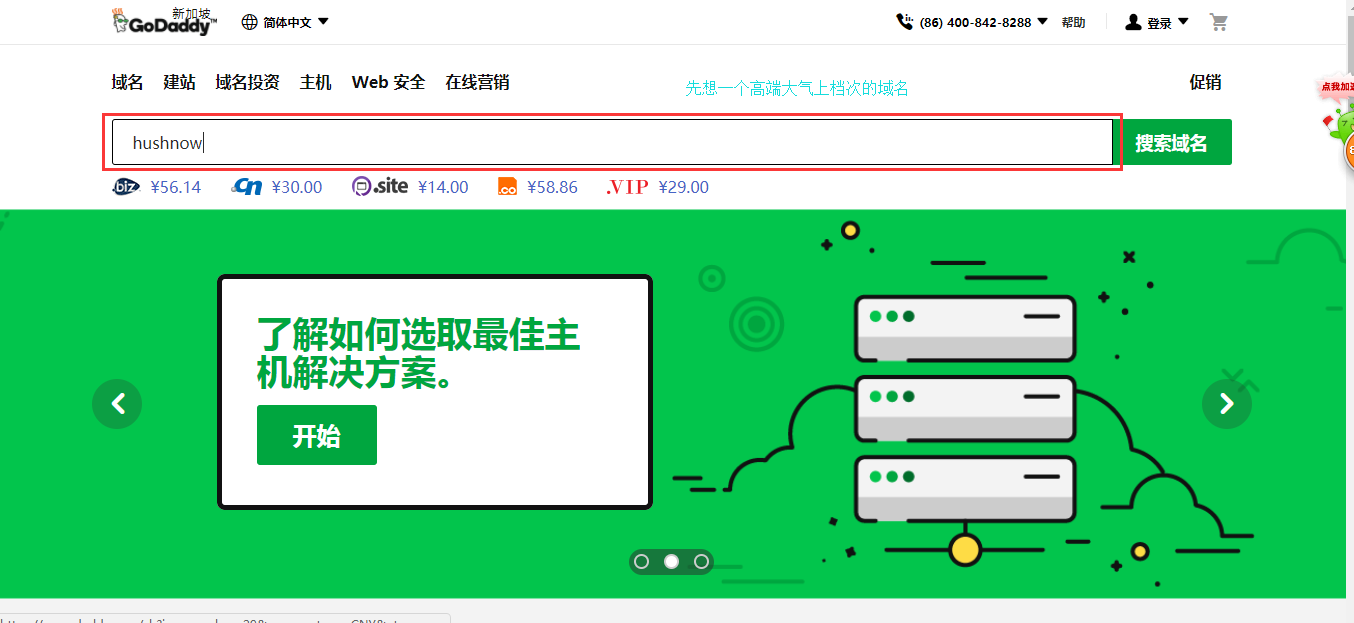 新加坡
GoDaddy™
简体中文
(86) 400-842-8288
帮助
登录
域名 建站 域名投资 主机 Web 安全 在线营销
先想一个高端大气上档次的域名
促销
点我加速
hushnow
搜索域名
.biz ¥56.14 .cn ¥30.00 .site ¥14.00 .co ¥58.86 .VIP ¥29.00
了解如何选取最佳主
机解决方案。
开始